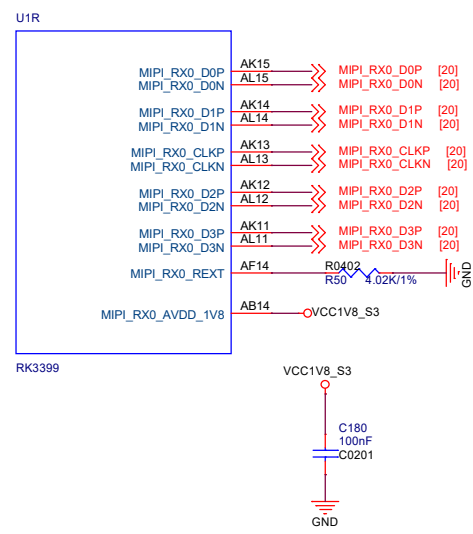 U1R
MIPI_RX0_D0P AK15 MIPI_RX0_D0P [20]
MIPI_RX0_D0N AL15 MIPI_RX0_D0N [20]
MIPI_RX0_D1P AK14 MIPI_RX0_D1P [20]
MIPI_RX0_D1N AL14 MIPI_RX0_D1N [20]
MIPI_RX0_CLKP AK13 MIPI_RX0_CLKP [20]
MIPI_RX0_CLKN AL13 MIPI_RX0_CLKN [20]
MIPI_RX0_D2P AK12 MIPI_RX0_D2P [20]
MIPI_RX0_D2N AL12 MIPI_RX0_D2N [20]
MIPI_RX0_D3P AK11 MIPI_RX0_D3P [20]
MIPI_RX0_D3N AL11 MIPI_RX0_D3N [20]
MIPI_RX0_REXT AF14 R0402
R50 4.02K/1%
GND
MIPI_RX0_AVDD_1V8 AB14 VCC1V8_S3
RK3399
VCC1V8_S3
C180
100nF
C0201
GND